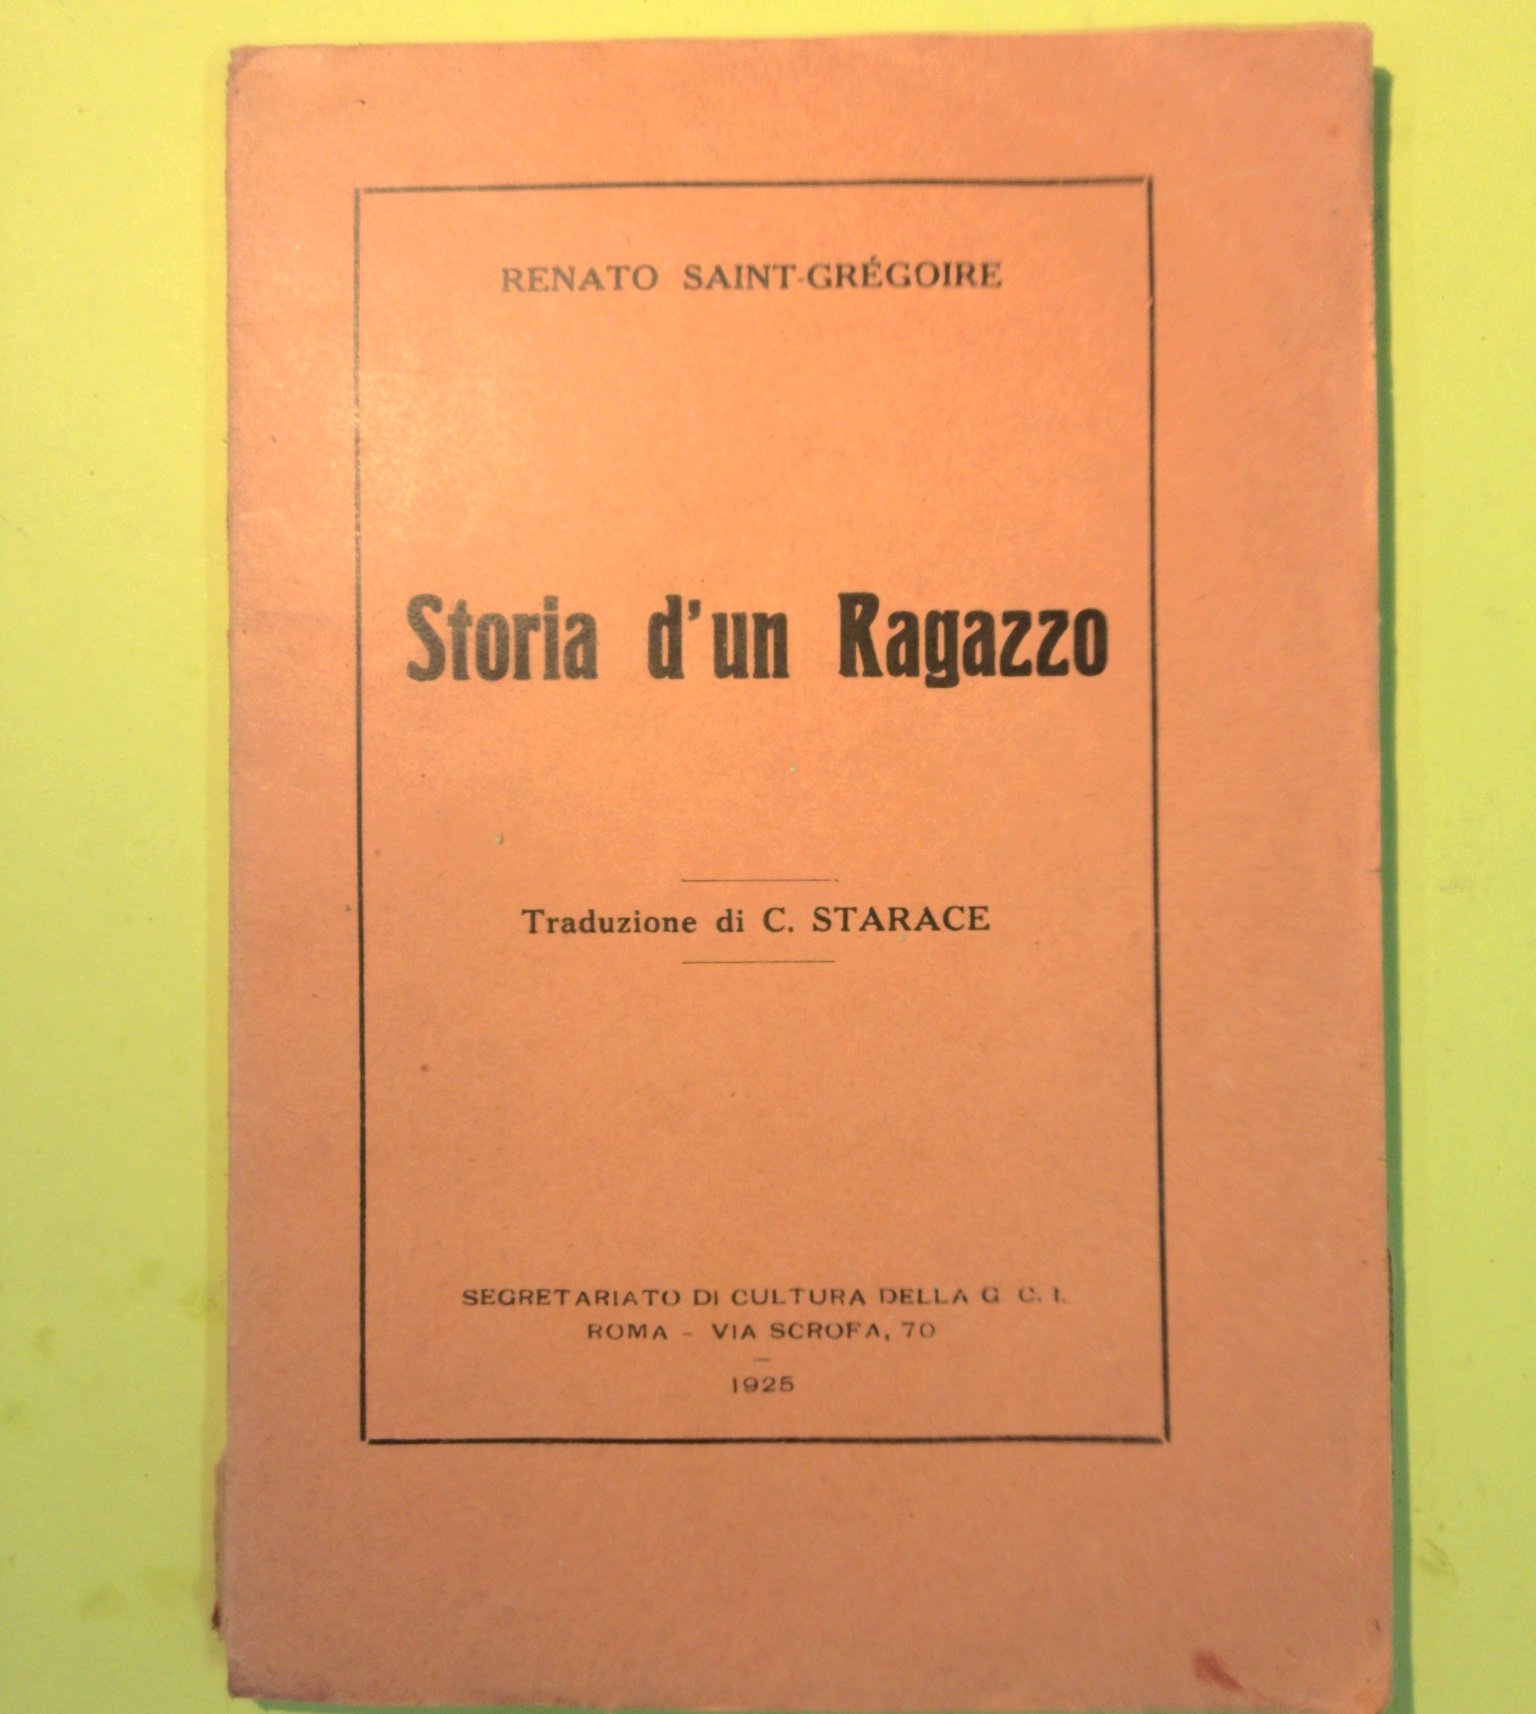 RENATO SAINT-GRÉGOIRE
Storia d'un Ragazzo
Traduzione di C. STARACE
SEGRETARIATO DI CULTURA DELLA G C. I.
ROMA - VIA SCROFA, 70
1925